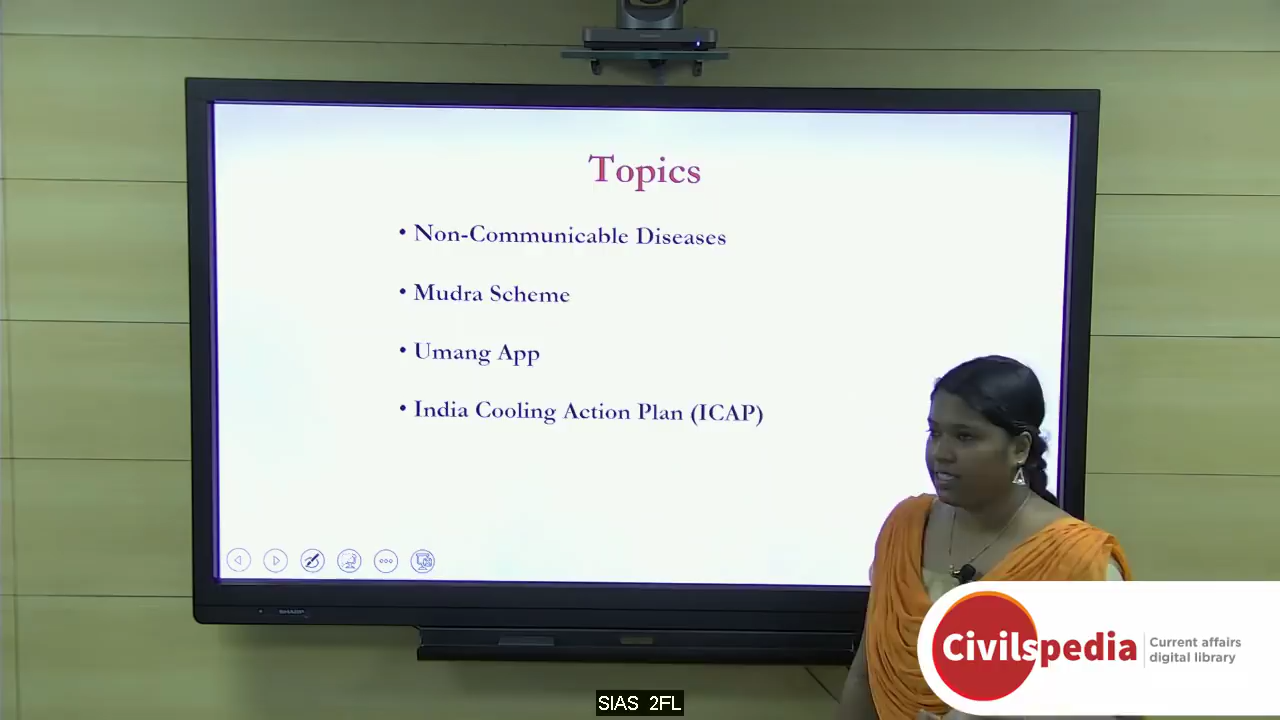 Topics
• Non-Communicable Diseases
• Mudra Scheme
• Umang App
• India Cooling Action Plan (ICAP)
SHARP
Civilspedia
Current affairs
digital library
SIAS 2FL